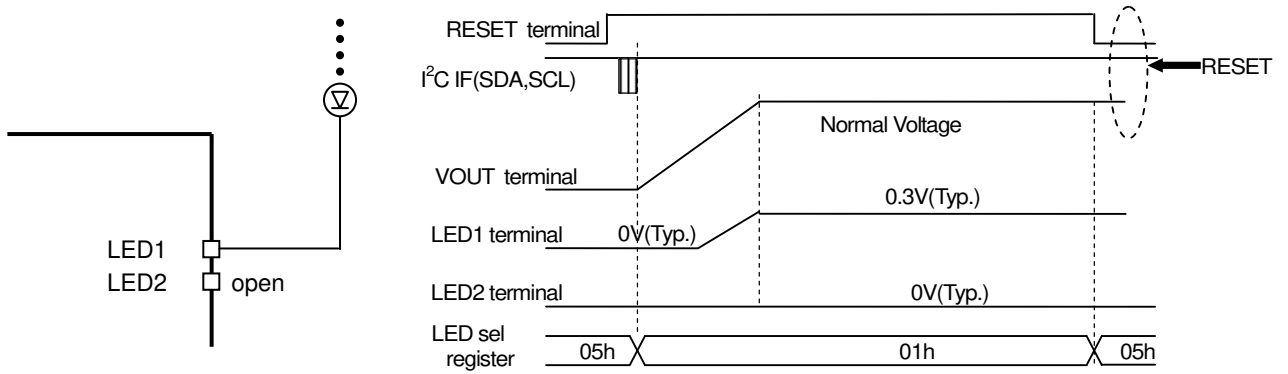 LED1
LED2
open
RESET terminal
I²C IF(SDA,SCL)
RESET
Normal Voltage
VOUT terminal
0.3V(Typ.)
LED1 terminal
0V(Typ.)
LED2 terminal
0V(Typ.)
LED sel
register
05h
01h
05h